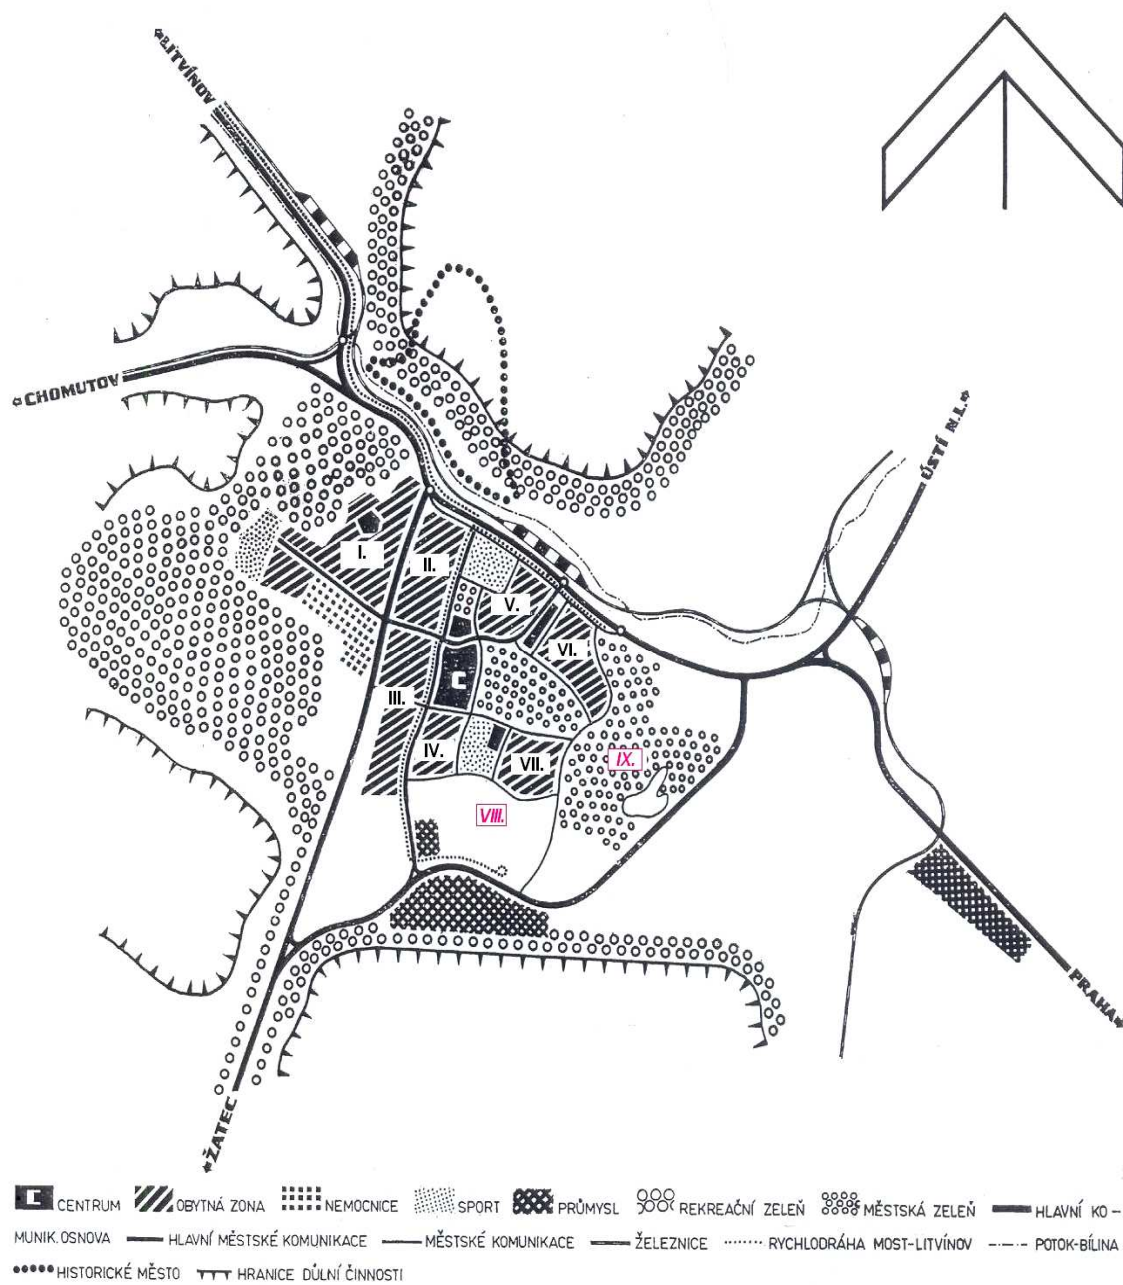 LITVÍNOV
CHOMUTOV
ÚSTÍ N.L.
I.
II.
V.
VI.
C
III.
IV.
VII.
IX.
VIII.
PRAHA
ŽATEC
C CENTRUM OBYTNÁ ZONA NEMOCNICE SPORT PRŮMYSL REKREAČNÍ ZELEŇ MĚSTSKÁ ZELEŇ HLAVNÍ KO-
MUNIK. OSNOVA HLAVNÍ MĚSTSKÉ KOMUNIKACE MĚSTSKÉ KOMUNIKACE ŽELEZNICE RYCHLODRÁHA MOST-LITVÍNOV POTOK-BÍLINA
HISTORICKÉ MĚSTO HRANICE DŮLNÍ ČINNOSTI